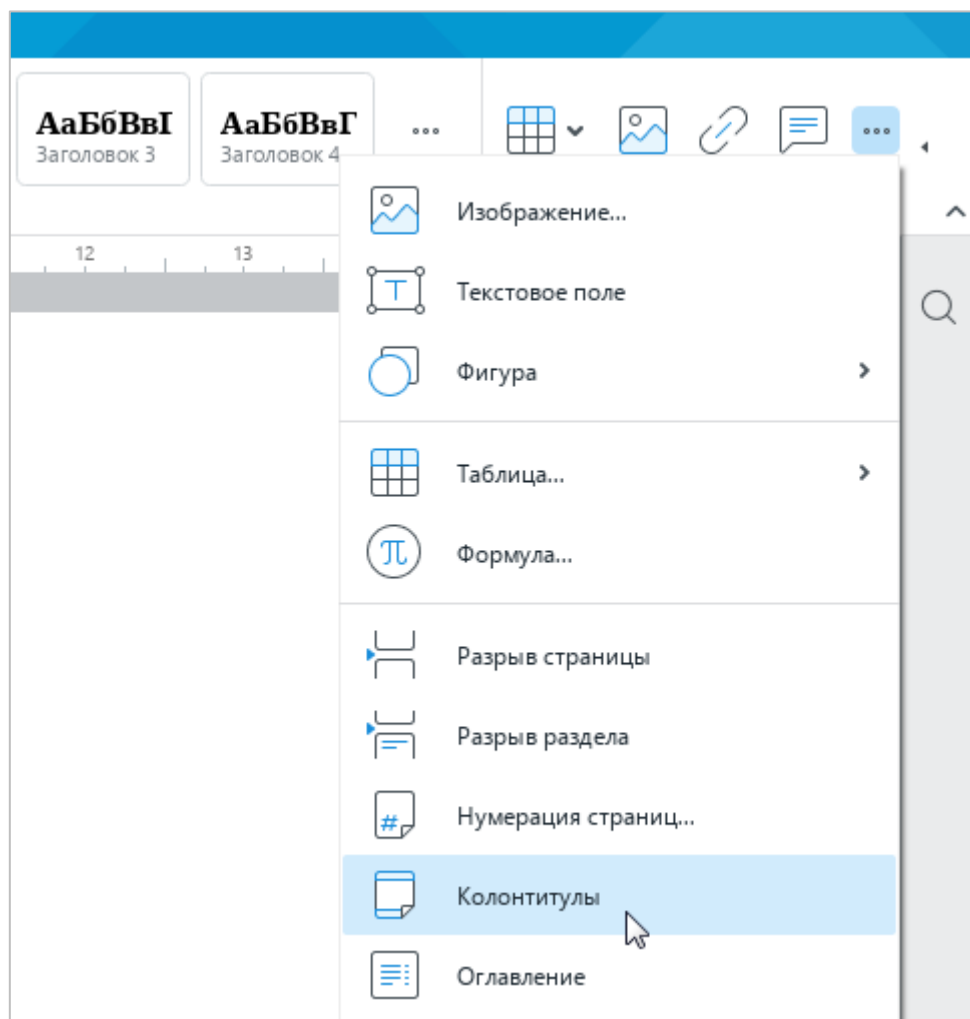 АаБбВвГ
Заголовок 3
АаБбВвГ
Заголовок 4
12
13
Изображение...
Текстовое поле
Фигура
Таблица...
Формула...
Разрыв страницы
Разрыв раздела
Нумерация страниц...
Колонтитулы
Оглавление